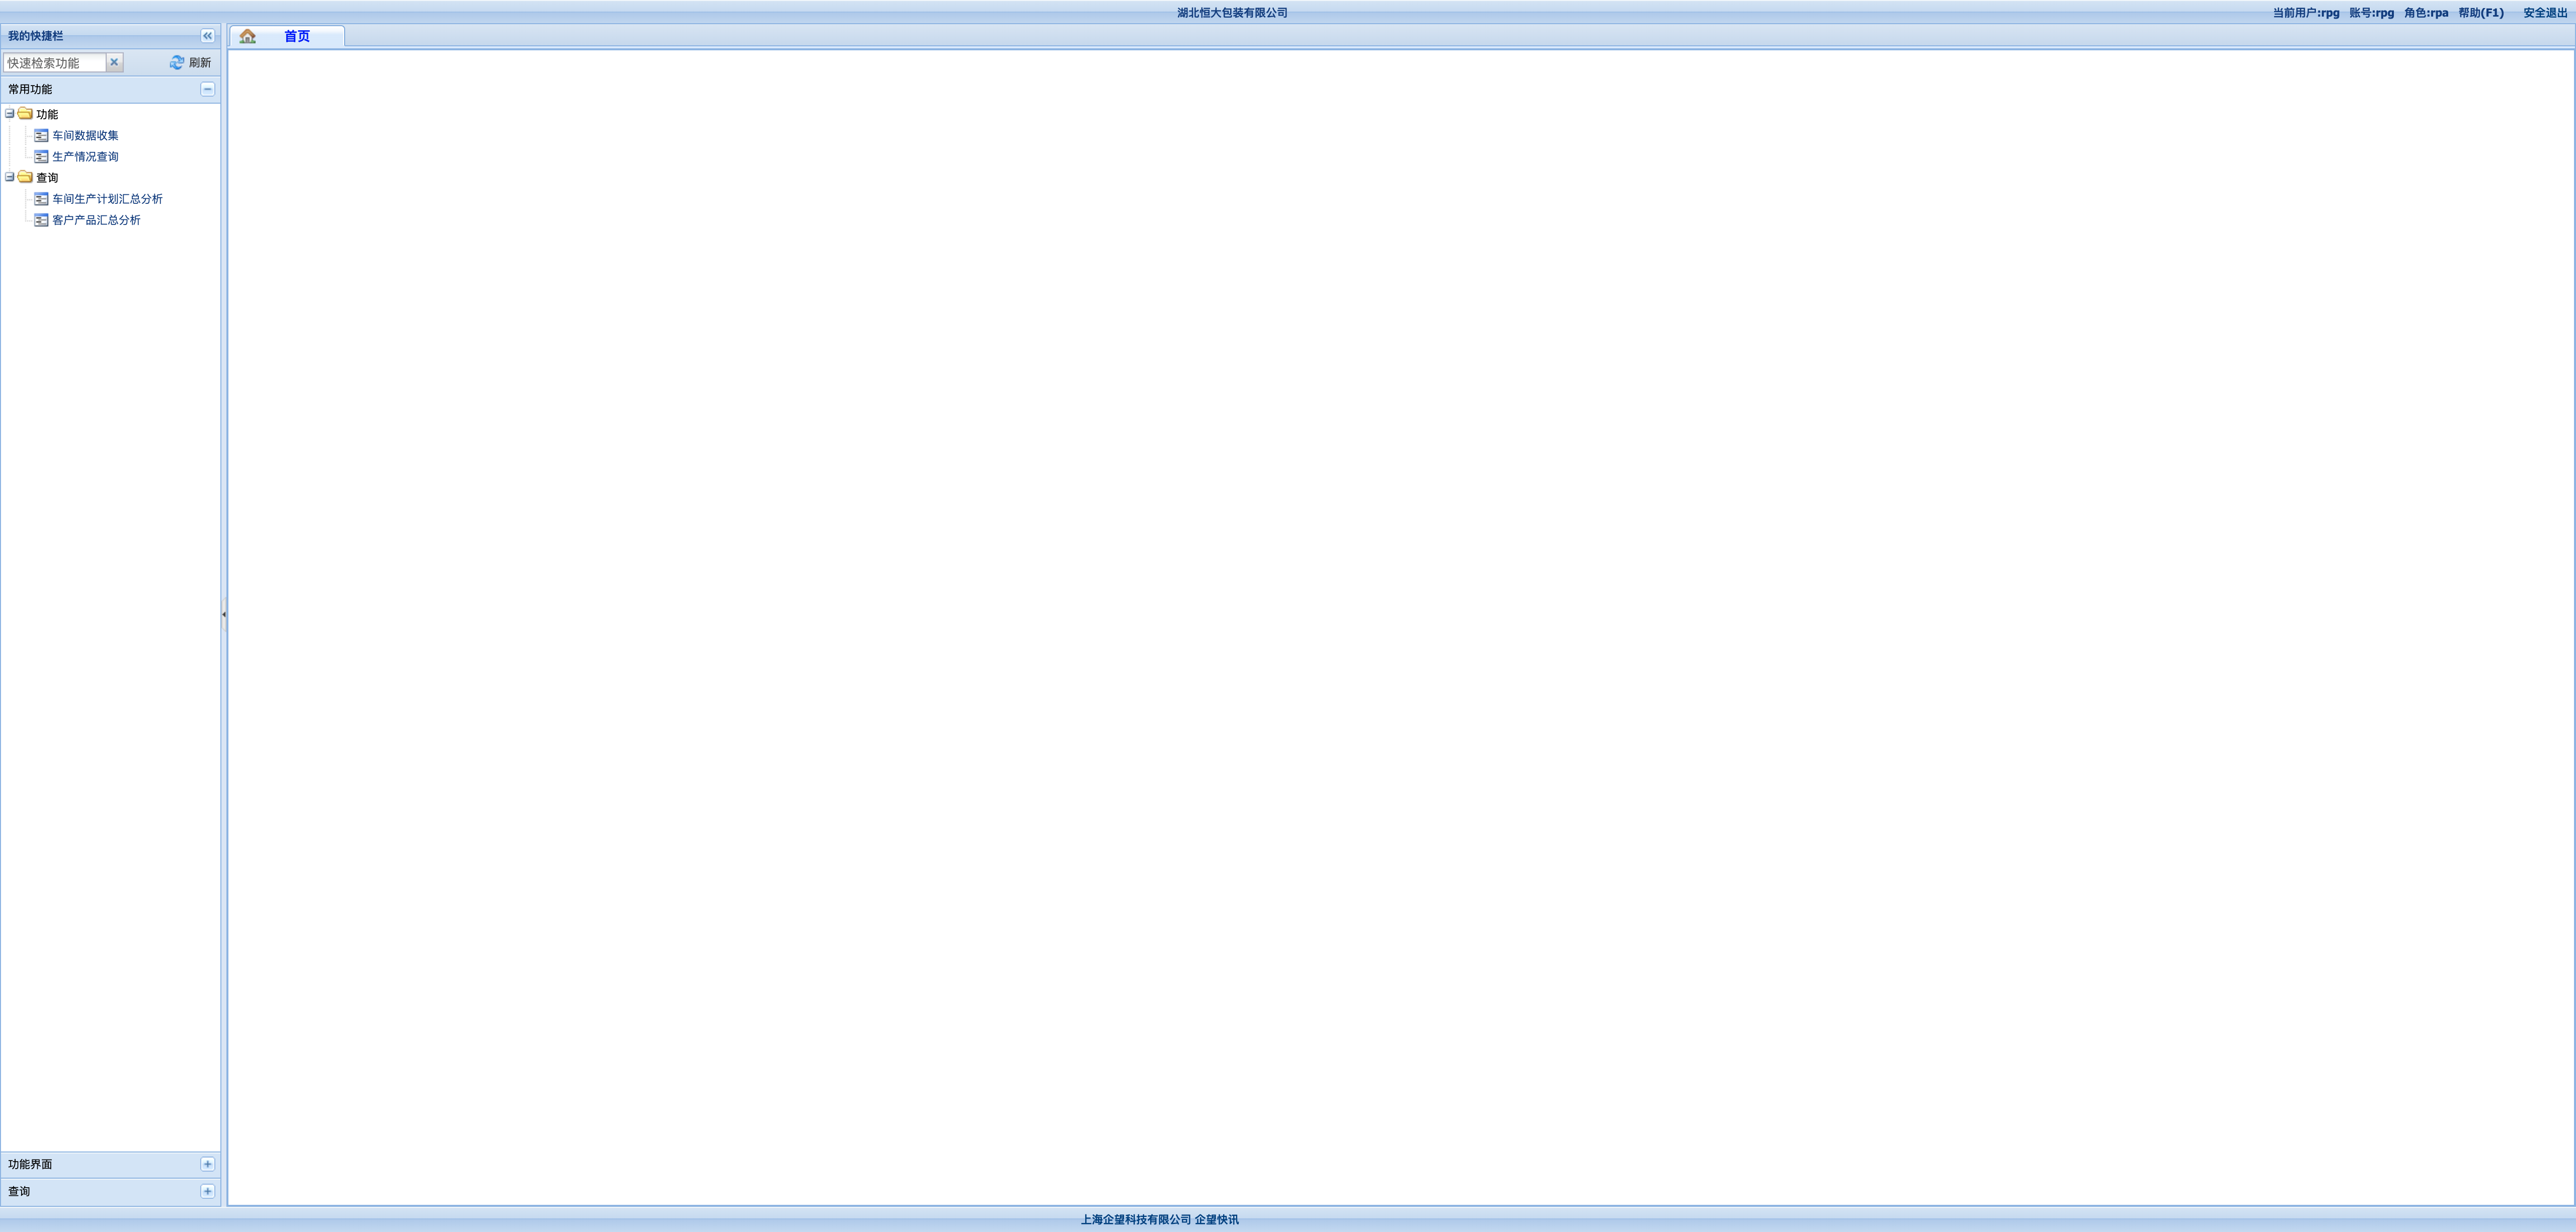 湖北恒大包装有限公司
当前用户:rpg 账号:rpg 角色:rpa 帮助(F1) 安全退出
我的快捷栏
首页
快速检索功能 刷新
常用功能
功能
车间数据收集
生产情况查询
查询
车间生产计划汇总分析
客户产品汇总分析
功能界面
查询
上海企望科技有限公司 企望快讯